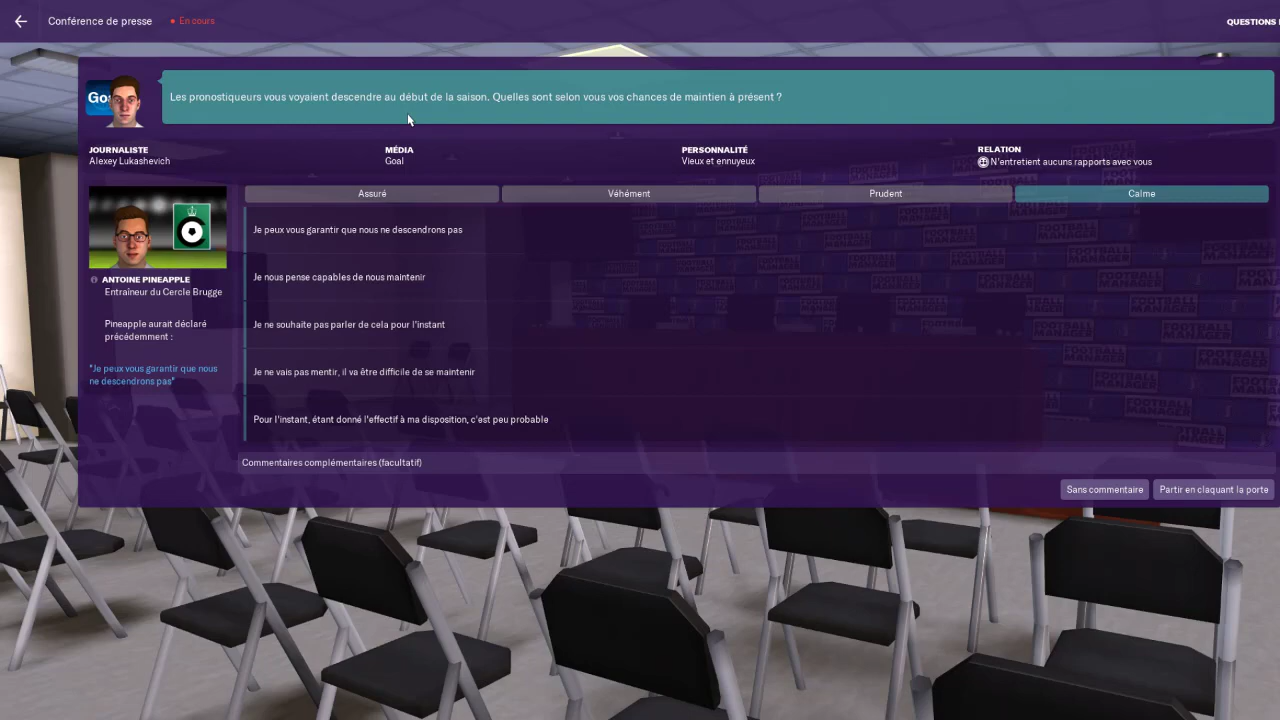 Conférence de presse
En cours
QUESTIONS
Go
Les pronostiqueurs vous voyaient descendre au début de la saison. Quelles sont selon vous vos chances de maintien à présent ?
JOURNALISTE
Alexey Lukashevich
MÉDIA
Goal
PERSONNALITÉ
Vieux et ennuyeux
RELATION
N'entretient aucuns rapports avec vous
Assuré
Véhément
Prudent
Calme
Je peux vous garantir que nous ne descendrons pas
Je nous pense capables de nous maintenir
Je ne souhaite pas parler de cela pour l'instant
Je ne vais pas mentir, il va être difficile de se maintenir
Pour l'instant, étant donné l'effectif à ma disposition, c'est peu probable
ANTOINE PINEAPPLE
Entraîneur du Cercle Brugge
Pineapple aurait déclaré
précédemment :
"Je peux vous garantir que nous
ne descendrons pas"
Commentaires complémentaires (facultatif)
Sans commentaire
Partir en claquant la porte
FOOTBALL
MANAGER